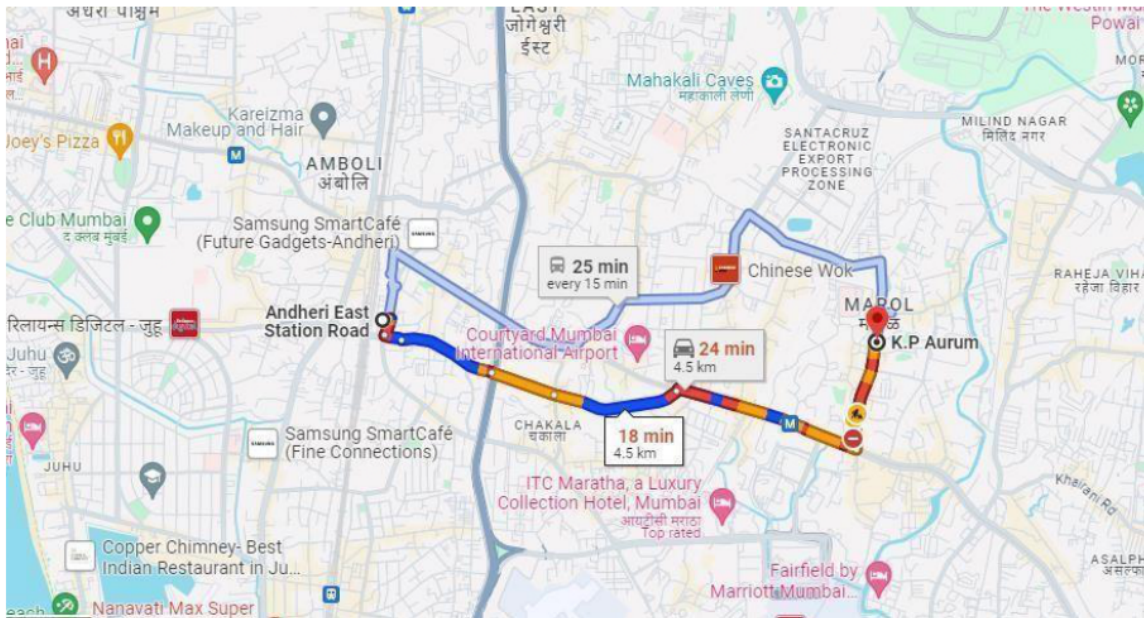 अंधेरी पाश्चिम
EAST
जोगेश्वरी
ईस्ट
The Westin Mu
Powai
Mahakali Caves
महाकाली लेणी
Kareizma
Makeup and Hair
Joey's Pizza
AMBOLI
अंबोलि
MILIND NAGAR
मिलिंद नगर
SANTACRUZ
ELECTRONIC
EXPORT
PROCESSING
ZONE
e Club Mumbai
द क्लब मुंबई
Samsung SmartCafé
(Future Gadgets-Andheri)
25 min
every 15 min
Chinese Wok
RAHEJA VIHA
रहेजा विहार
MAROL
Andheri East
Station Road
रिलायन्स डिजिटल - जुहू
Courtyard Mumbai
International Airport
24 min
4.5 km
K.P Aurum
Juhu
CHAKALA
चकाला
18 min
4.5 km
Samsung SmartCafé
(Fine Connections)
JUHU
ITC Maratha, a Luxury
Collection Hotel, Mumbai
आयटीसी मराठा
Top rated
Khairani Rd
Copper Chimney- Best
Indian Restaurant in Ju...
ASALPH
असल्फ
Fairfield by
Marriott Mumbai...
each
Nanavati Max Super